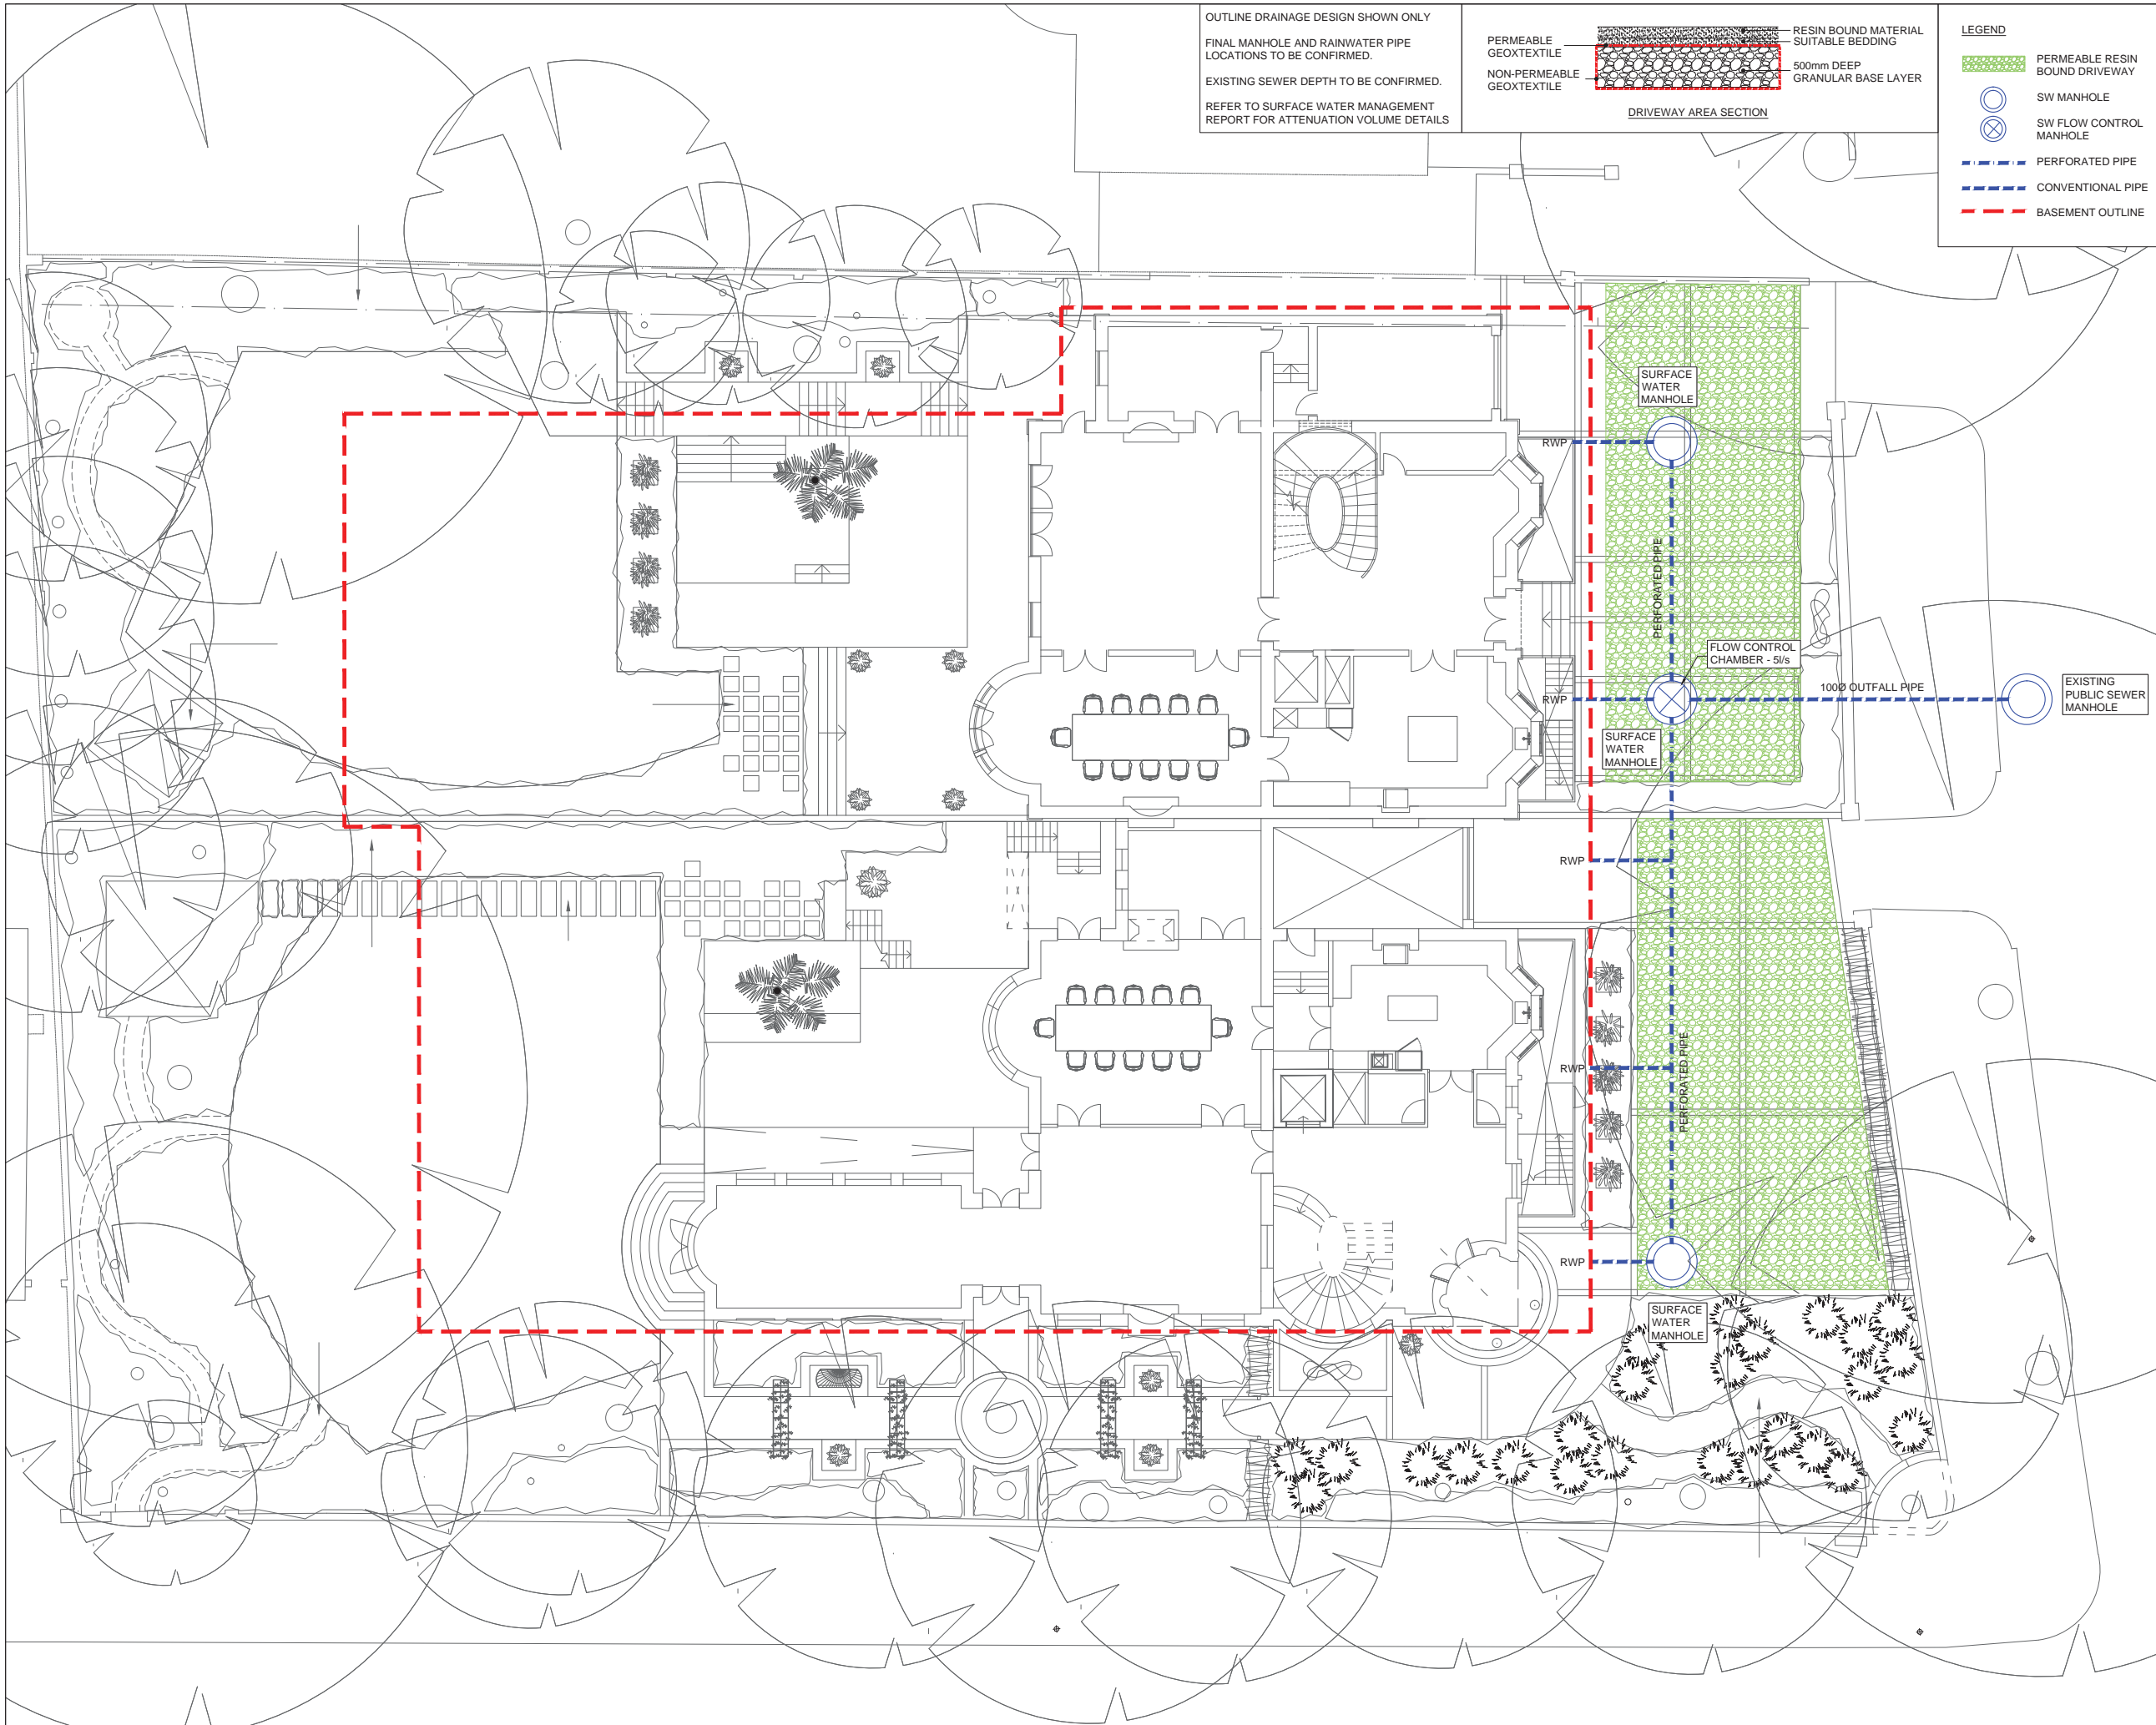 OUTLINE DRAINAGE DESIGN SHOWN ONLY
FINAL MANHOLE AND RAINWATER PIPE
LOCATIONS TO BE CONFIRMED.
EXISTING SEWER DEPTH TO BE CONFIRMED.
REFER TO SURFACE WATER MANAGEMENT
REPORT FOR ATTENUATION VOLUME DETAILS
PERMEABLE
GEOXTEXTILE
NON-PERMEABLE
GEOXTEXTILE
RESIN BOUND MATERIAL
SUITABLE BEDDING
500mm DEEP
GRANULAR BASE LAYER
DRIVEWAY AREA SECTION
LEGEND
PERMEABLE RESIN
BOUND DRIVEWAY
SW MANHOLE
SW FLOW CONTROL
MANHOLE
PERFORATED PIPE
CONVENTIONAL PIPE
BASEMENT OUTLINE
SURFACE
WATER
MANHOLE
RWP
PERFORATED PIPE
FLOW CONTROL
CHAMBER - 5l/s
RWP
100Ø OUTFALL PIPE
EXISTING
PUBLIC SEWER
MANHOLE
SURFACE
WATER
MANHOLE
RWP
RWP
PERFORATED PIPE
RWP
SURFACE
WATER
MANHOLE